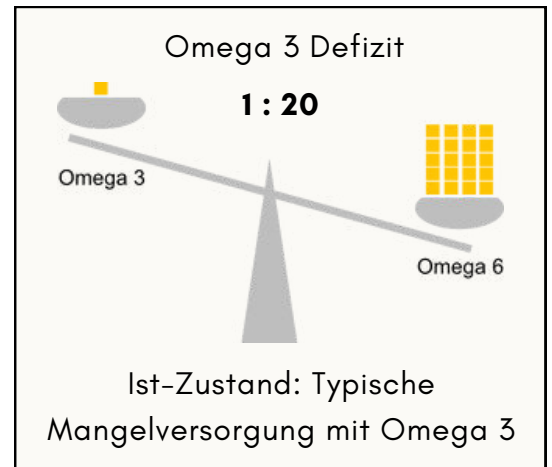 Omega 3 Defizit
1 : 20
Omega 3
Omega 6
Ist-Zustand: Typische
Mangelversorgung mit Omega 3